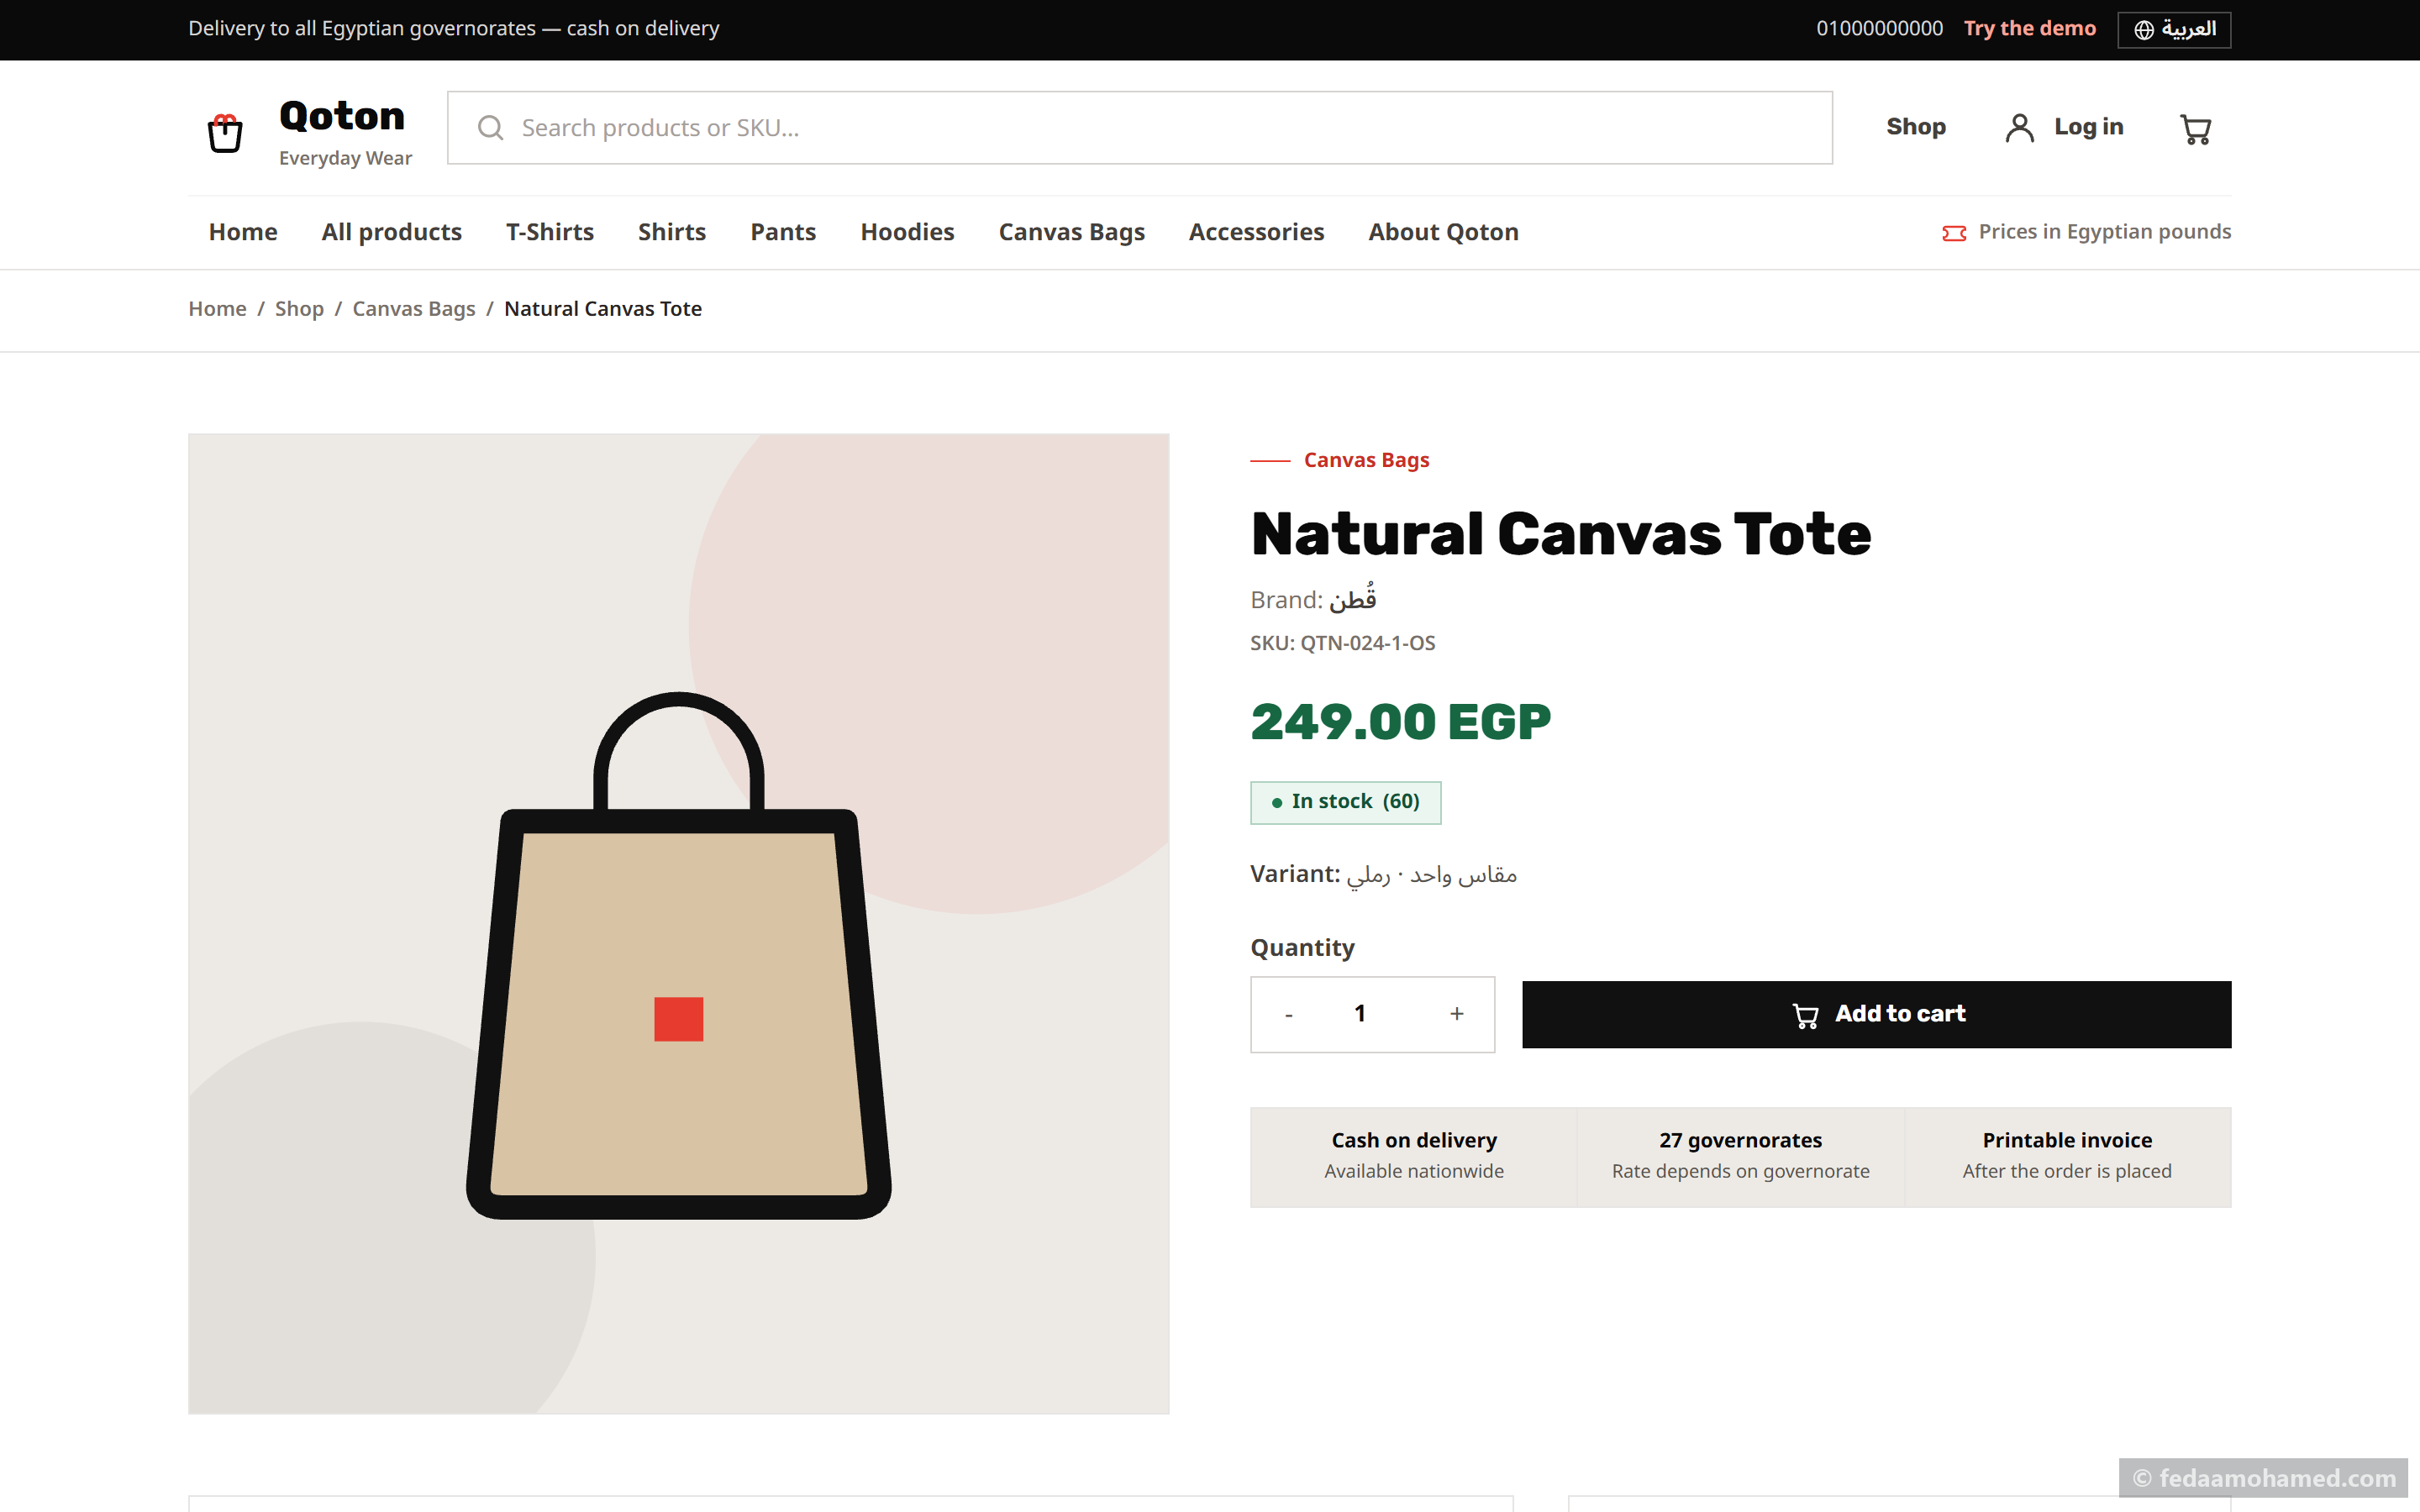 Delivery to all Egyptian governorates — cash on delivery
01000000000 Try the demo العربية
Qoton
Everyday Wear
Search products or SKU...
Shop Log in
Home All products T-Shirts Shirts Pants Hoodies Canvas Bags Accessories About Qoton
Prices in Egyptian pounds
Home / Shop / Canvas Bags / Natural Canvas Tote
Canvas Bags
Natural Canvas Tote
Brand: قُطن
SKU: QTN-024-1-OS
249.00 EGP
In stock (60)
Variant: مقاس واحد · رملي
Quantity
- 1 +
Add to cart
Cash on delivery
Available nationwide
27 governorates
Rate depends on governorate
Printable invoice
After the order is placed
© fedaamohamed.com